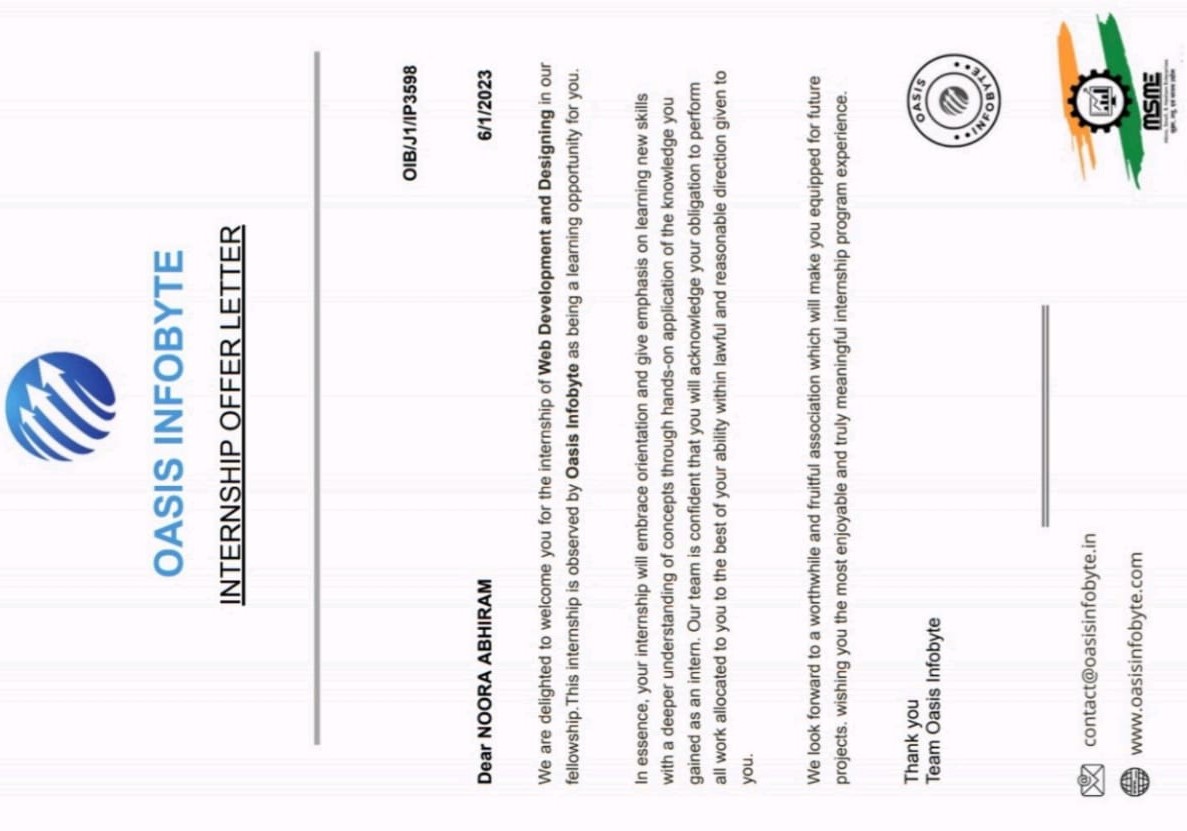 OASIS INFOBYTE
INTERNSHIP OFFER LETTER
OIB/J1/IP3598
Dear NOORA ABHIRAM 6/1/2023
We are delighted to welcome you for the internship of Web Development and Designing in our
fellowship.This internship is observed by Oasis Infobyte as being a learning opportunity for you.
In essence, your internship will embrace orientation and give emphasis on learning new skills
with a deeper understanding of concepts through hands-on application of the knowledge you
gained as an intern. Our team is confident that you will acknowledge your obligation to perform
all work allocated to you to the best of your ability within lawful and reasonable direction given to
you.
We look forward to a worthwhile and fruitful association which will make you equipped for future
projects. wishing you the most enjoyable and truly meaningful internship program experience.
Thank you
Team Oasis Infobyte
OASIS
INFOBYTE
contact@oasisinfobyte.in
www.oasisinfobyte.com
MSME